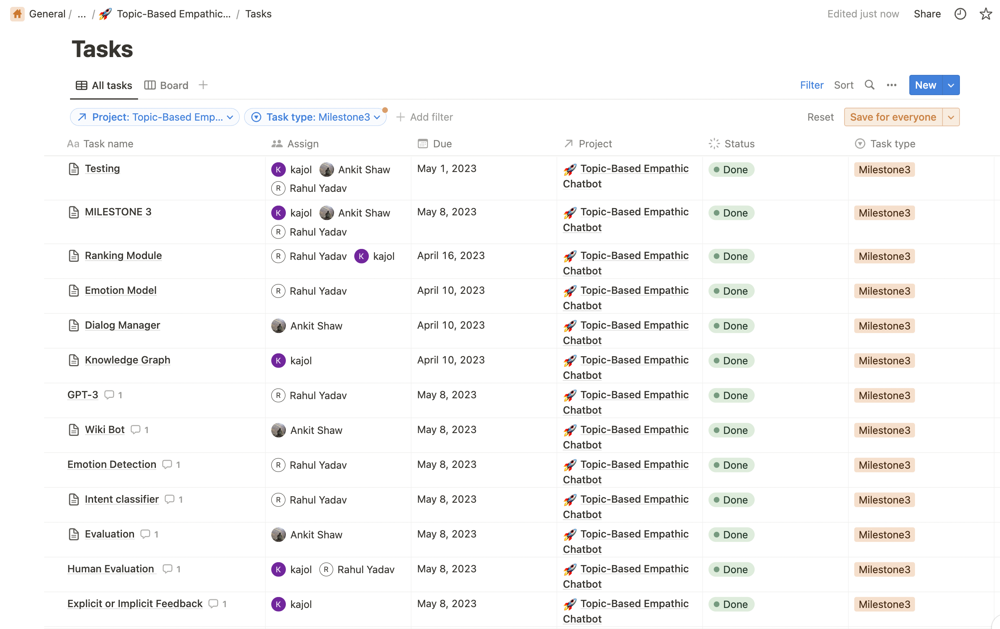 General / ... / Topic-Based Empathic... / Tasks Edited just now Share
Tasks
All tasks Board Filter Sort New
Project: Topic-Based Emp... Task type: Milestone3 Add filter Reset Save for everyone
Aa Task name Assign Due Project Status Task type
Testing K kajol Ankit Shaw May 1, 2023 Topic-Based Empathic Done Milestone3
R Rahul Yadav Chatbot
MILESTONE 3 K kajol Ankit Shaw May 8, 2023 Topic-Based Empathic Done Milestone3
R Rahul Yadav Chatbot
Ranking Module R Rahul Yadav K kajol April 16, 2023 Topic-Based Empathic Done Milestone3
Chatbot
Emotion Model R Rahul Yadav April 10, 2023 Topic-Based Empathic Done Milestone3
Chatbot
Dialog Manager Ankit Shaw April 10, 2023 Topic-Based Empathic Done Milestone3
Chatbot
Knowledge Graph K kajol April 10, 2023 Topic-Based Empathic Done Milestone3
Chatbot
GPT-3 1 R Rahul Yadav May 8, 2023 Topic-Based Empathic Done Milestone3
Chatbot
Wiki Bot 1 Ankit Shaw May 8, 2023 Topic-Based Empathic Done Milestone3
Chatbot
Emotion Detection 1 R Rahul Yadav May 8, 2023 Topic-Based Empathic Done Milestone3
Chatbot
Intent classifier 1 R Rahul Yadav May 8, 2023 Topic-Based Empathic Done Milestone3
Chatbot
Evaluation 1 Ankit Shaw May 8, 2023 Topic-Based Empathic Done Milestone3
Chatbot
Human Evaluation 1 K kajol R Rahul Yadav May 8, 2023 Topic-Based Empathic Done Milestone3
Chatbot
Explicit or Implicit Feedback 1 K kajol May 8, 2023 Topic-Based Empathic Done Milestone3
Chatbot